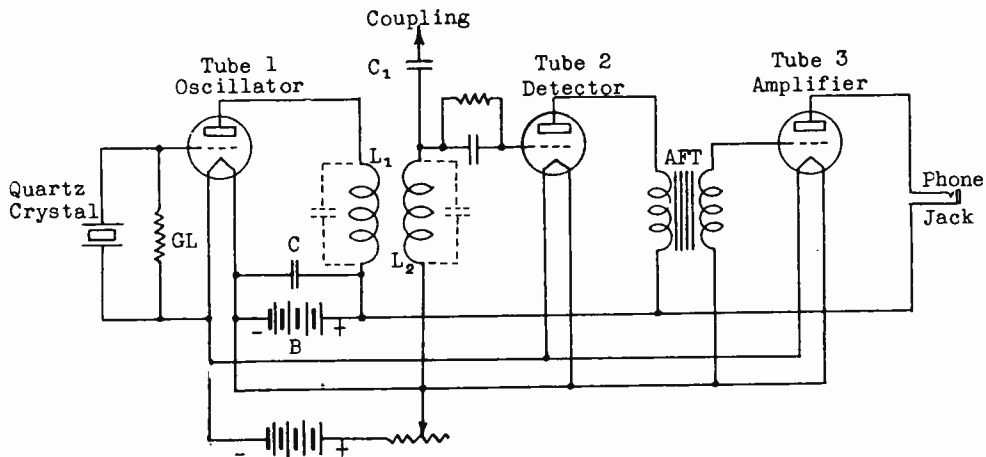 Coupling
C₁
Tube 1
Oscillator
Tube 2
Detector
Tube 3
Amplifier
L₁
AFT
Quartz
Crystal
GL
Phone
Jack
C
L₂
- +
B
- +